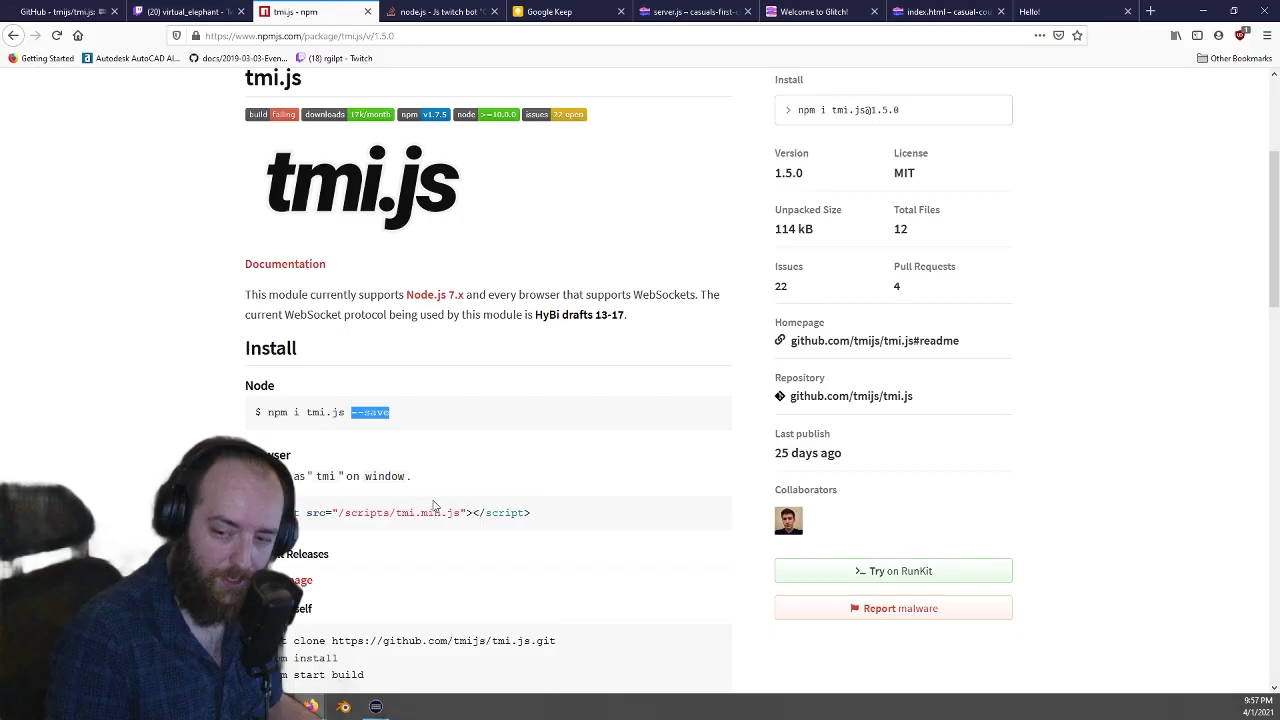 GitHub - tmijs/tmi.js:
(20) virtual_elephant - Tw
tmi.js - npm
node.js - Js twitch bot "C
Google Keep
server.js – casuals-fast-c
Welcome to Glitch!
index.html – casual-cou
Hello!
https://www.npmjs.com/package/tmi.js/v/1.5.0
Getting Started
Autodesk AutoCAD Al...
docs/2019-03-03-Even...
(18) rgilpt - Twitch
Other Bookmarks
tmi.js
build failing
downloads 17k/month
npm v1.7.5
node >=10.0.0
issues 22 open
tmi.js
Documentation
This module currently supports Node.js 7.x and every browser that supports WebSockets. The
current WebSocket protocol being used by this module is HyBi drafts 13-17.
Install
Node
$ npm i tmi.js --save
as "tmi" on window.
src="/scripts/tmi.min.js"></script>
Releases
clone https://github.com/tmijs/tmi.js.git
install
start build
Install
> npm i tmi.js@1.5.0
Version
License
1.5.0
MIT
Unpacked Size
Total Files
114 kB
12
Issues
Pull Requests
22
4
Homepage
github.com/tmijs/tmi.js#readme
Repository
github.com/tmijs/tmi.js
Last publish
25 days ago
Collaborators
Try on RunKit
Report malware
9:57 PM
4/1/2021